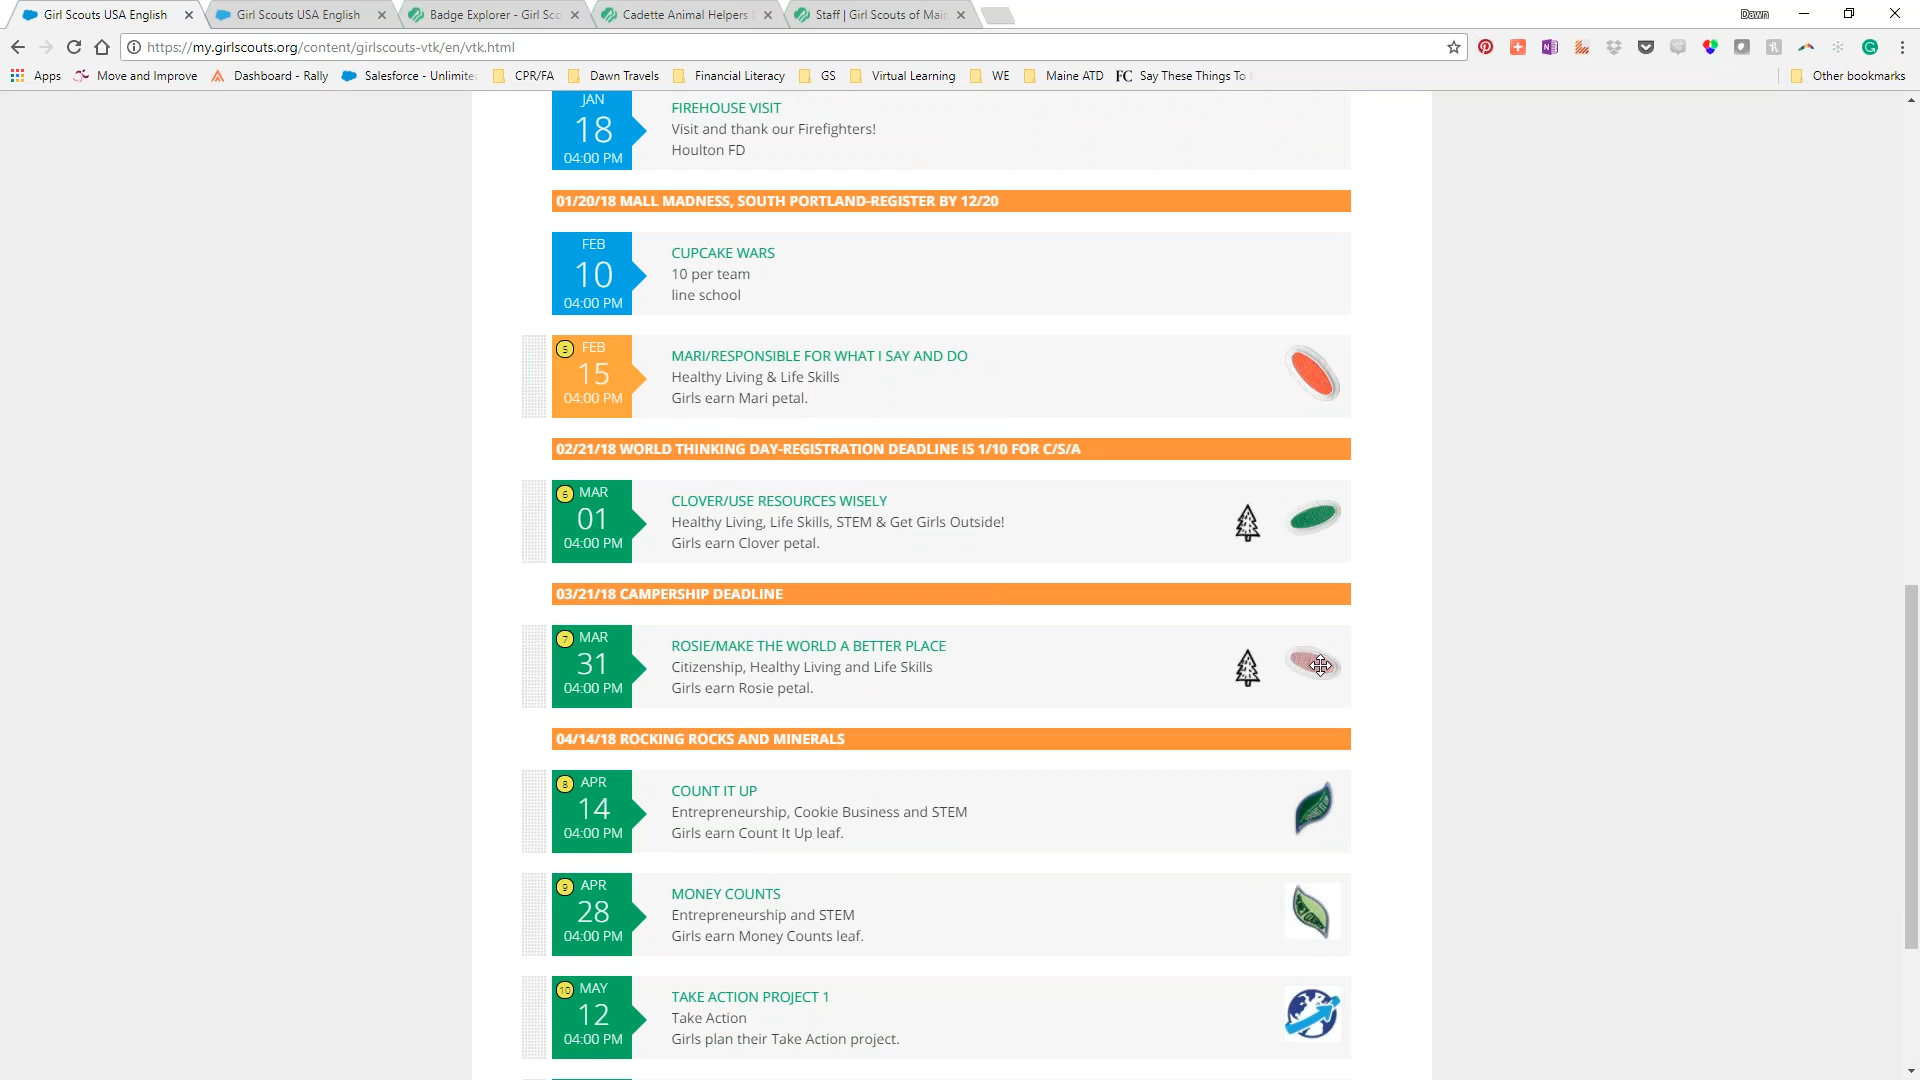 Girl Scouts USA English
Girl Scouts USA English
Badge Explorer - Girl Sco
Cadette Animal Helpers
Staff | Girl Scouts of Main
Dawn
https://my.girlscouts.org/content/girlscouts-vtk/en/vtk.html
Apps
Move and Improve
Dashboard - Rally
Salesforce - Unlimite
CPR/FA
Dawn Travels
Financial Literacy
GS
Virtual Learning
WE
Maine ATD
FC Say These Things To
Other bookmarks
JAN
18
04:00 PM
FIREHOUSE VISIT
Visit and thank our Firefighters!
Houlton FD
01/20/18 MALL MADNESS, SOUTH PORTLAND-REGISTER BY 12/20
FEB
10
04:00 PM
CUPCAKE WARS
10 per team
line school
5 FEB
15
04:00 PM
MARI/RESPONSIBLE FOR WHAT I SAY AND DO
Healthy Living & Life Skills
Girls earn Mari petal.
02/21/18 WORLD THINKING DAY-REGISTRATION DEADLINE IS 1/10 FOR C/S/A
6 MAR
01
04:00 PM
CLOVER/USE RESOURCES WISELY
Healthy Living, Life Skills, STEM & Get Girls Outside!
Girls earn Clover petal.
03/21/18 CAMPERSHIP DEADLINE
7 MAR
31
04:00 PM
ROSIE/MAKE THE WORLD A BETTER PLACE
Citizenship, Healthy Living and Life Skills
Girls earn Rosie petal.
04/14/18 ROCKING ROCKS AND MINERALS
8 APR
14
04:00 PM
COUNT IT UP
Entrepreneurship, Cookie Business and STEM
Girls earn Count It Up leaf.
9 APR
28
04:00 PM
MONEY COUNTS
Entrepreneurship and STEM
Girls earn Money Counts leaf.
10 MAY
12
04:00 PM
TAKE ACTION PROJECT 1
Take Action
Girls plan their Take Action project.